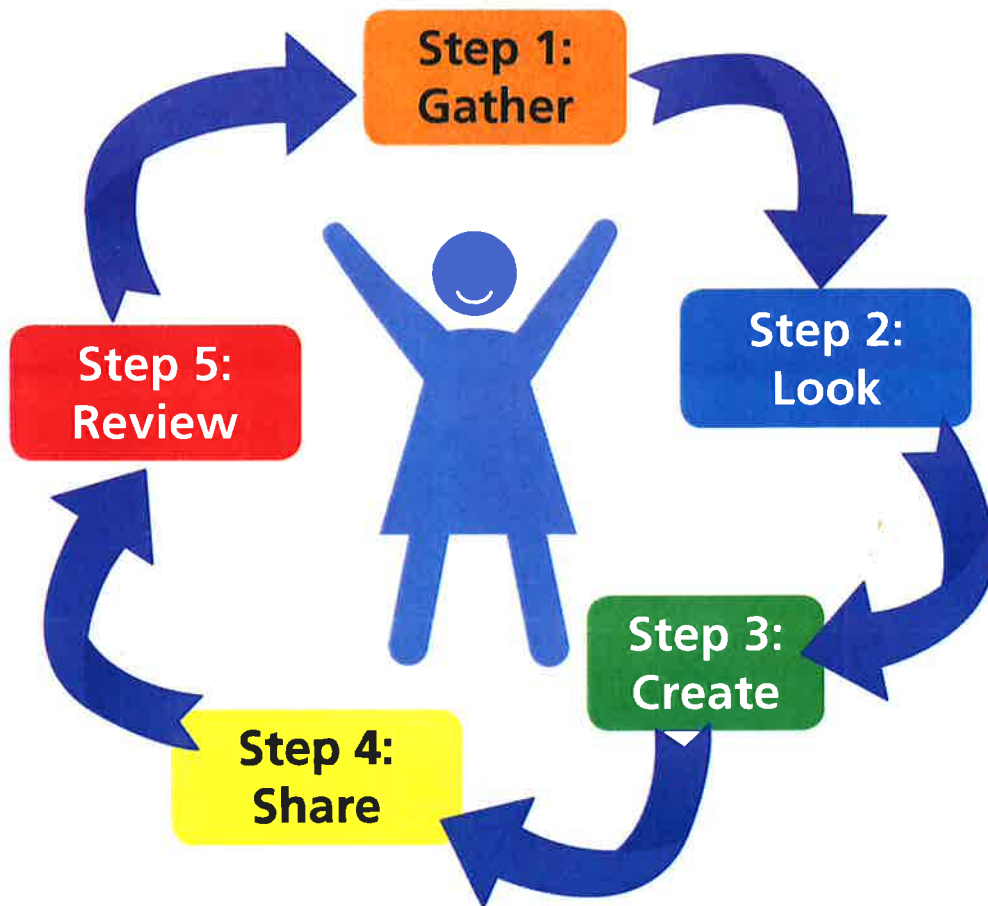 Step 1:
Gather
Step 2:
Look
Step 3:
Create
Step 4:
Share
Step 5:
Review